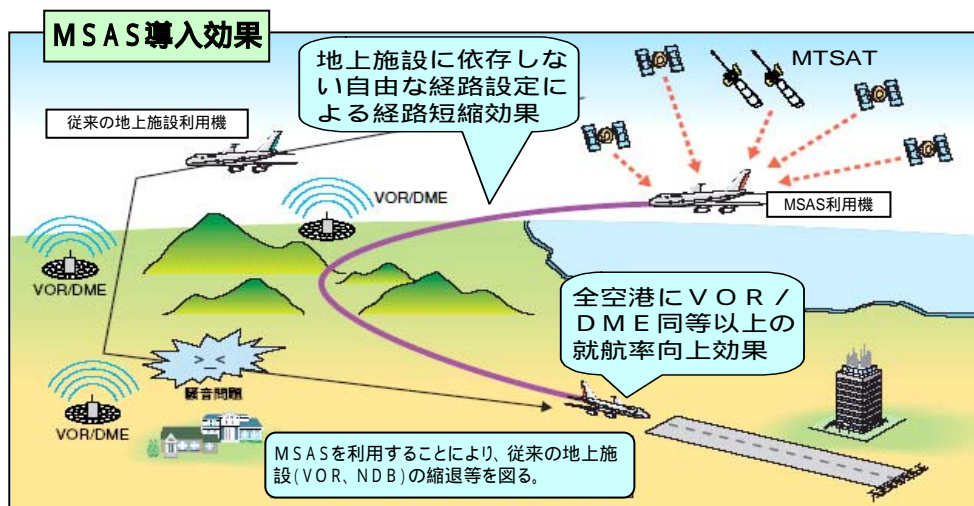 MSAS導入効果
地上施設に依存しな
い自由な経路設定に
よる経路短縮効果
MTSAT
従来の地上施設利用機
VOR/DME
MSAS利用機
VOR/DME
全空港にVOR/
DME同等以上の
就航率向上効果
騒音問題
VOR/DME
MSASを利用することにより、従来の地上施
設(VOR、NDB)の縮退等を図る。